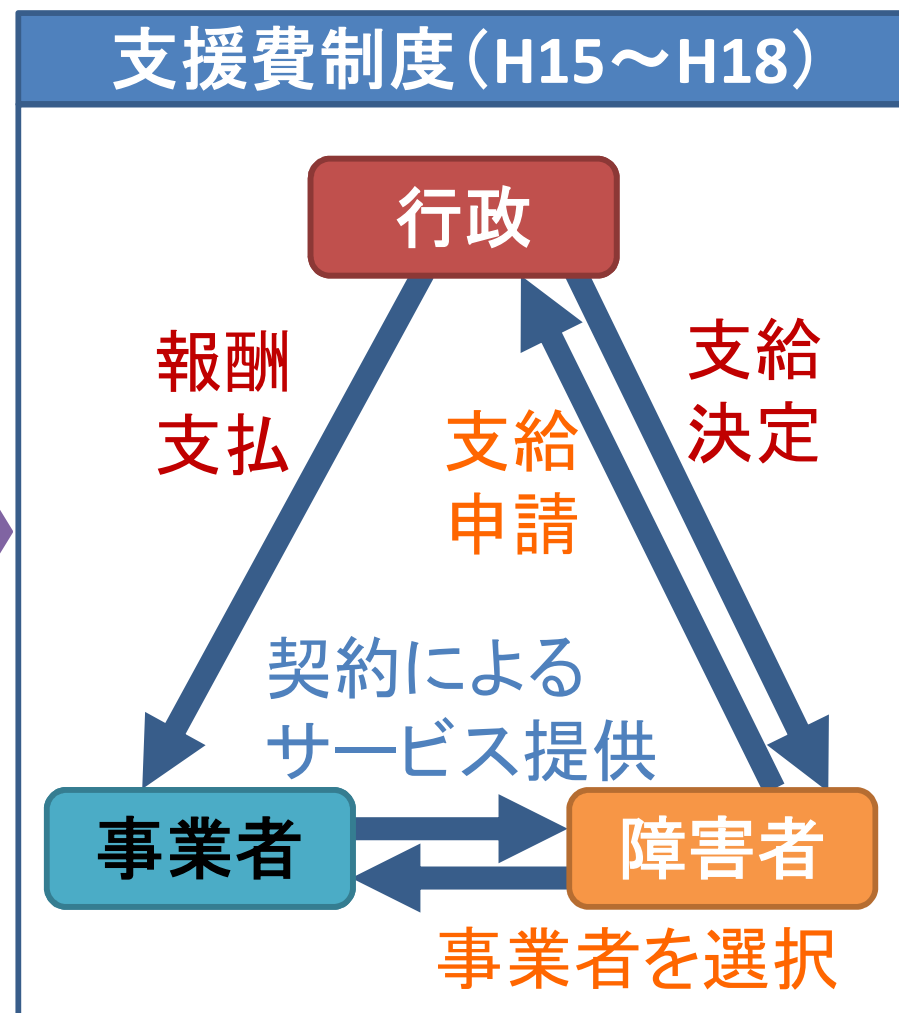 支援費制度（H15～H18）
行政
報酬
支払
支給
決定
支給
申請
契約による
サービス提供
事業者
障害者
事業者を選択